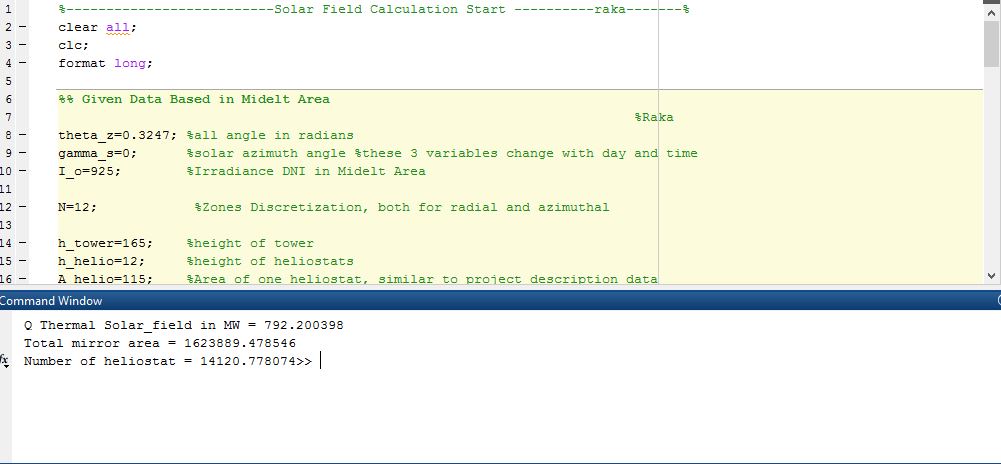 1 %--------------------------Solar Field Calculation Start ----------raka-------%
2 - clear all;
3 - clc;
4 - format long;
5
6 %% Given Data Based in Midelt Area
7 %Raka
8 - theta_z=0.3247; %all angle in radians
9 - gamma_s=0; %solar azimuth angle %these 3 variables change with day and time
10 - I_o=925; %Irradiance DNI in Midelt Area
11
12 - N=12; %Zones Discretization, both for radial and azimuthal
13
14 - h_tower=165; %height of tower
15 - h_helio=12; %height of heliostats
16 - A_helio=115; %Area of one heliostat, similar to project description data
Command Window
Q Thermal Solar_field in MW = 792.200398
Total mirror area = 1623889.478546
fx Number of heliostat = 14120.778074>>